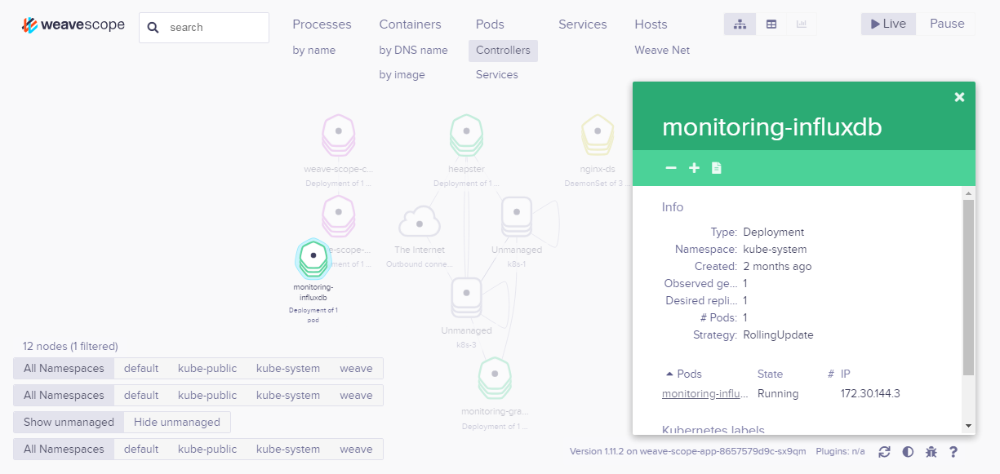 weavescope
search
Processes
by name
Containers
by DNS name
by image
Pods
Controllers
Services
Services
Hosts
Weave Net
Live
Pause
weave-scope-c...
Deployment of 1 ...
heapster
Deployment of 1 ...
nginx-ds
DaemonSet of 3 ...
e-scope-...
ment of 1 ...
The Internet
Outbound conne...
Unmanaged
k8s-1
monitoring-
influxdb
Deployment of 1
pod
Unmanaged
k8s-3
monitoring-gra...
Deployment of 1 ...
monitoring-influxdb
Info
Type: Deployment
Namespace: kube-system
Created: 2 months ago
Observed ge... 1
Desired repli... 1
# Pods: 1
Strategy: RollingUpdate
Pods State # IP
monitoring-influ... Running 172.30.144.3
Kubernetes labels
12 nodes (1 filtered)
All Namespaces default kube-public kube-system weave
All Namespaces default kube-public kube-system weave
Show unmanaged Hide unmanaged
All Namespaces default kube-public kube-system weave
Version 1.11.2 on weave-scope-app-8657579d9c-sx9qm Plugins: n/a